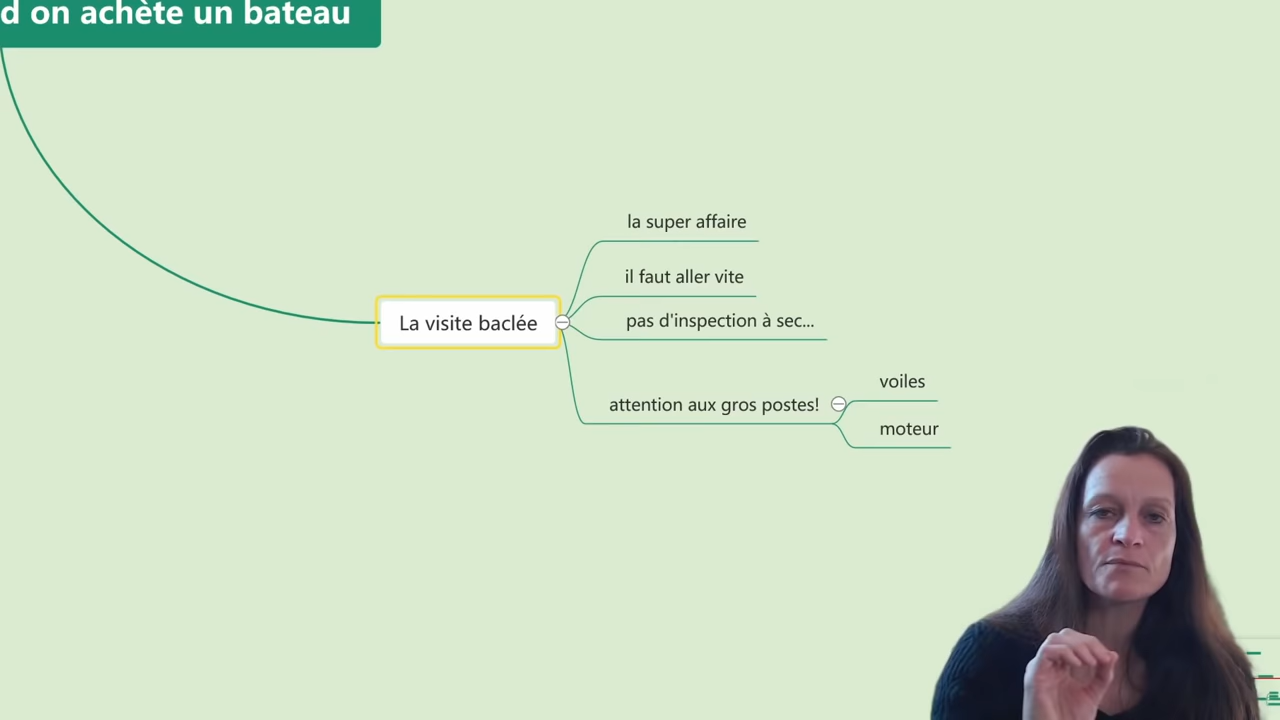 d on achète un bateau
la super affaire
il faut aller vite
La visite baclée
pas d'inspection à sec...
attention aux gros postes!
voiles
moteur